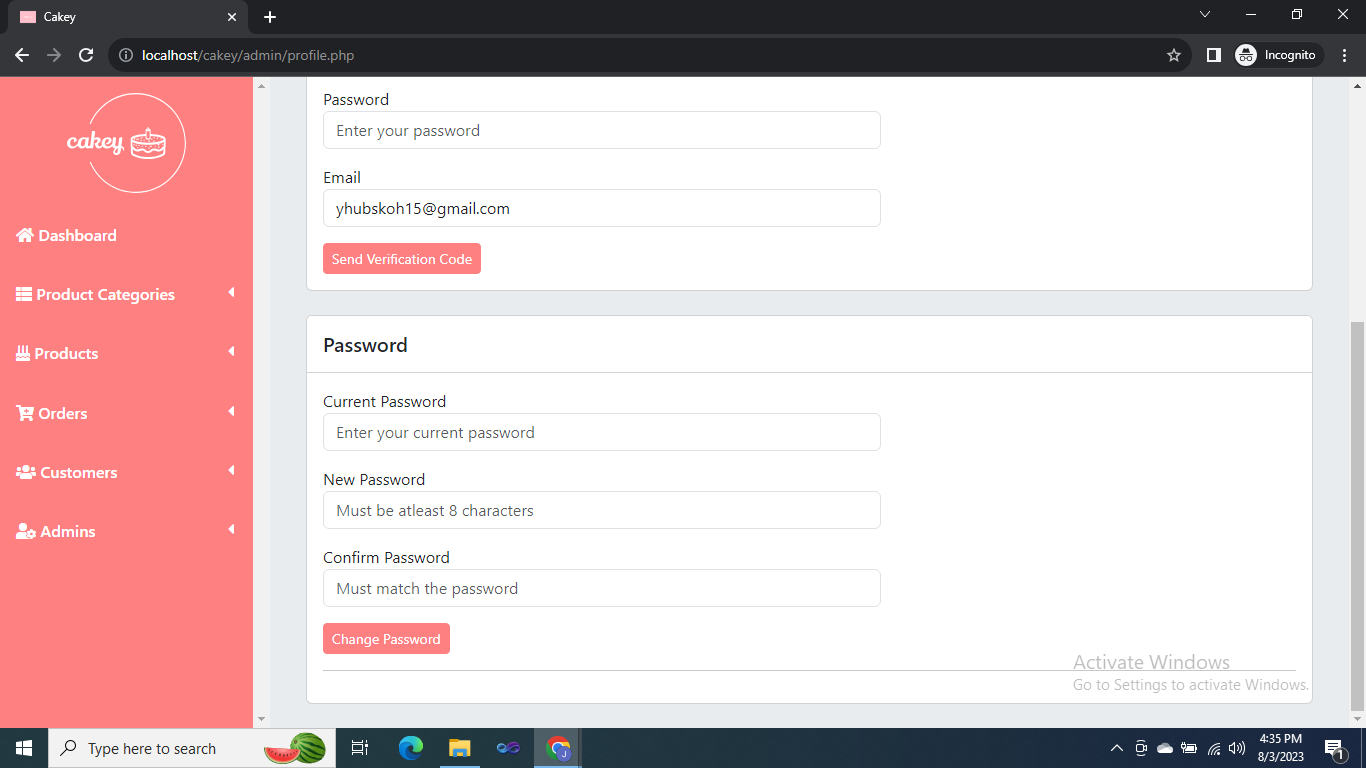 Cakey
localhost/cakey/admin/profile.php
Incognito
cakey
Dashboard
Product Categories
Products
Orders
Customers
Admins
Password
Enter your password
Email
yhubskoh15@gmail.com
Send Verification Code
Password
Current Password
Enter your current password
New Password
Must be atleast 8 characters
Confirm Password
Must match the password
Change Password
Activate Windows
Go to Settings to activate Windows.
Type here to search
J
4:35 PM
8/3/2023
1